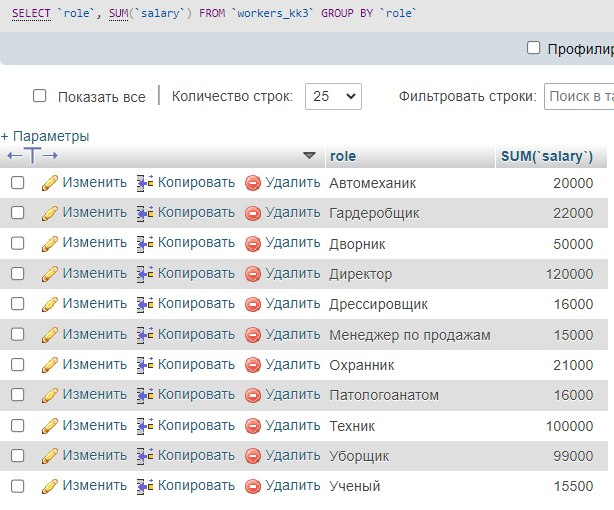 SELECT `role`, SUM(`salary`) FROM `workers_kk3` GROUP BY `role`
Профилир
Показать все | Количество строк: 25 Фильтровать строки: Поиск в та
+ Параметры
←T→ role SUM(`salary`)
Изменить Копировать Удалить Автомеханик 20000
Изменить Копировать Удалить Гардеробщик 22000
Изменить Копировать Удалить Дворник 50000
Изменить Копировать Удалить Директор 120000
Изменить Копировать Удалить Дрессировщик 16000
Изменить Копировать Удалить Менеджер по продажам 15000
Изменить Копировать Удалить Охранник 21000
Изменить Копировать Удалить Патологоанатом 16000
Изменить Копировать Удалить Техник 100000
Изменить Копировать Удалить Уборщик 99000
Изменить Копировать Удалить Ученый 15500